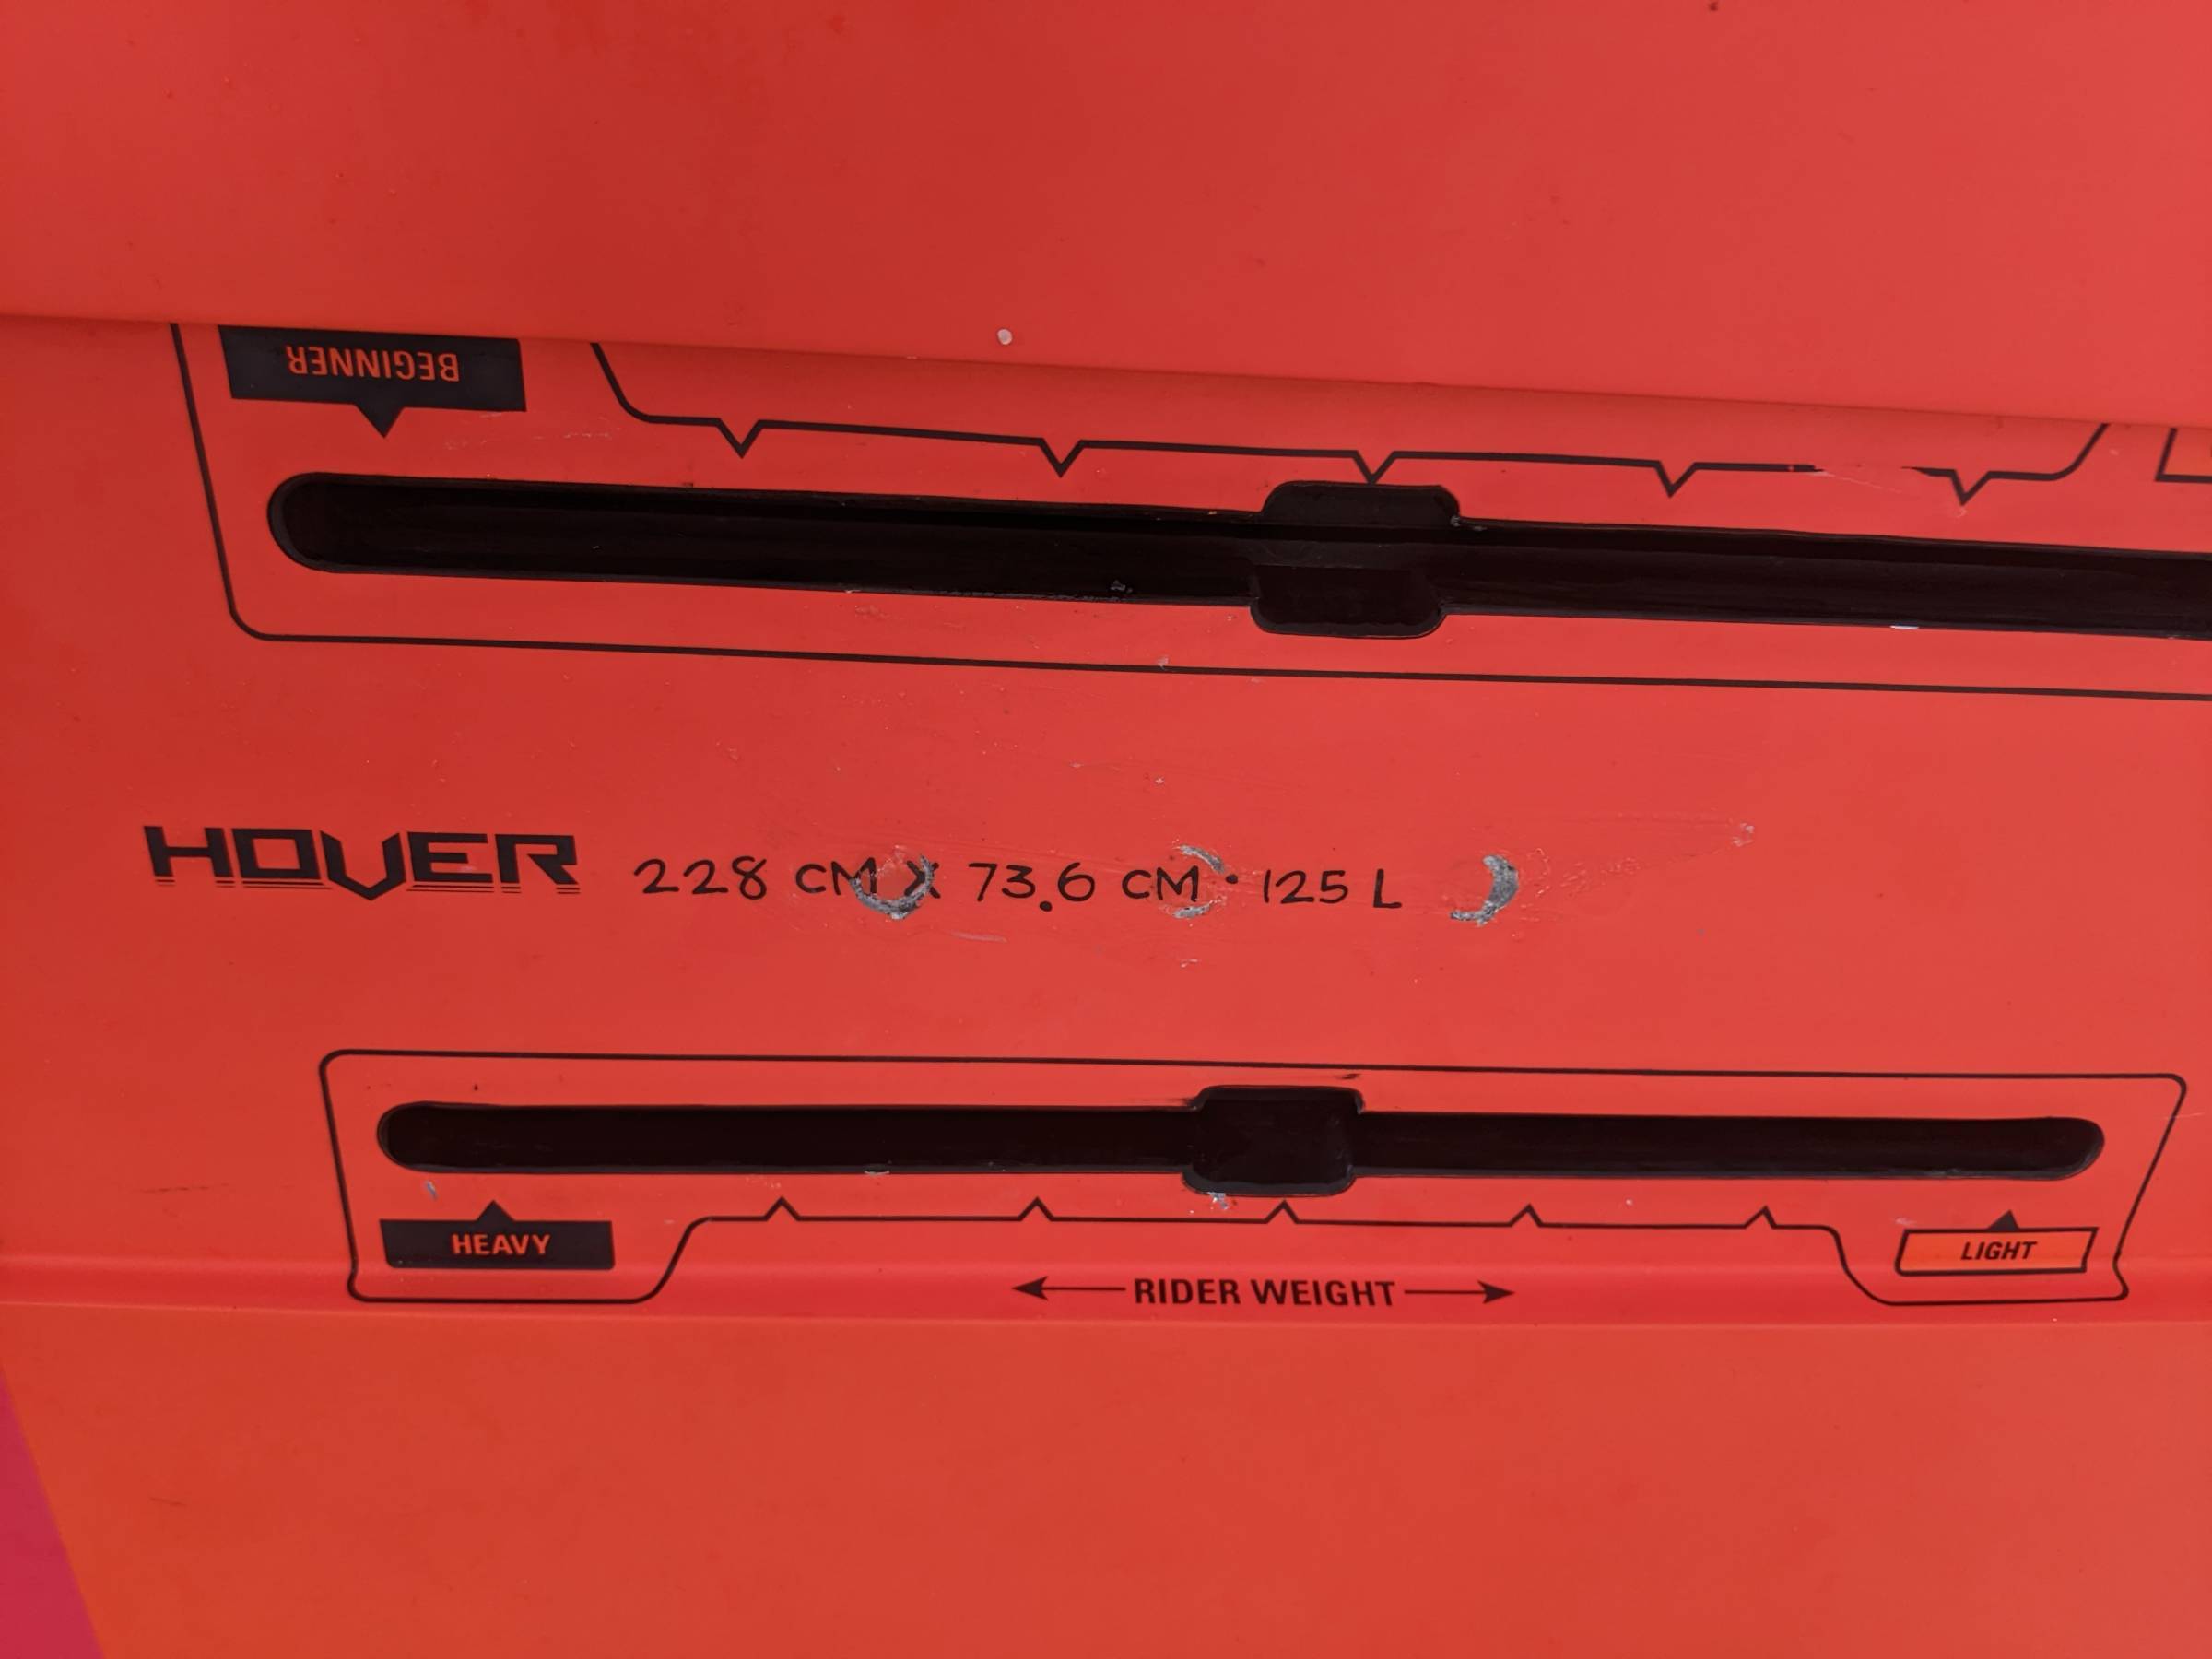 BEGINNER
HOVER 228 CM X 73.6 CM · 125 L
HEAVY
LIGHT
RIDER WEIGHT